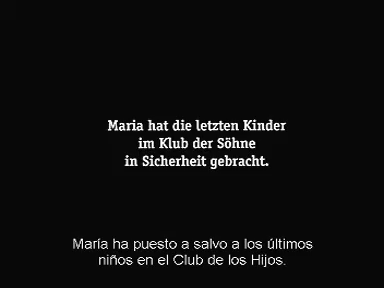 Maria hat die letzten Kinder
im Klub der Söhne
in Sicherheit gebracht.
María ha puesto a salvo a los últimos
niños en el Club de los Hijos.